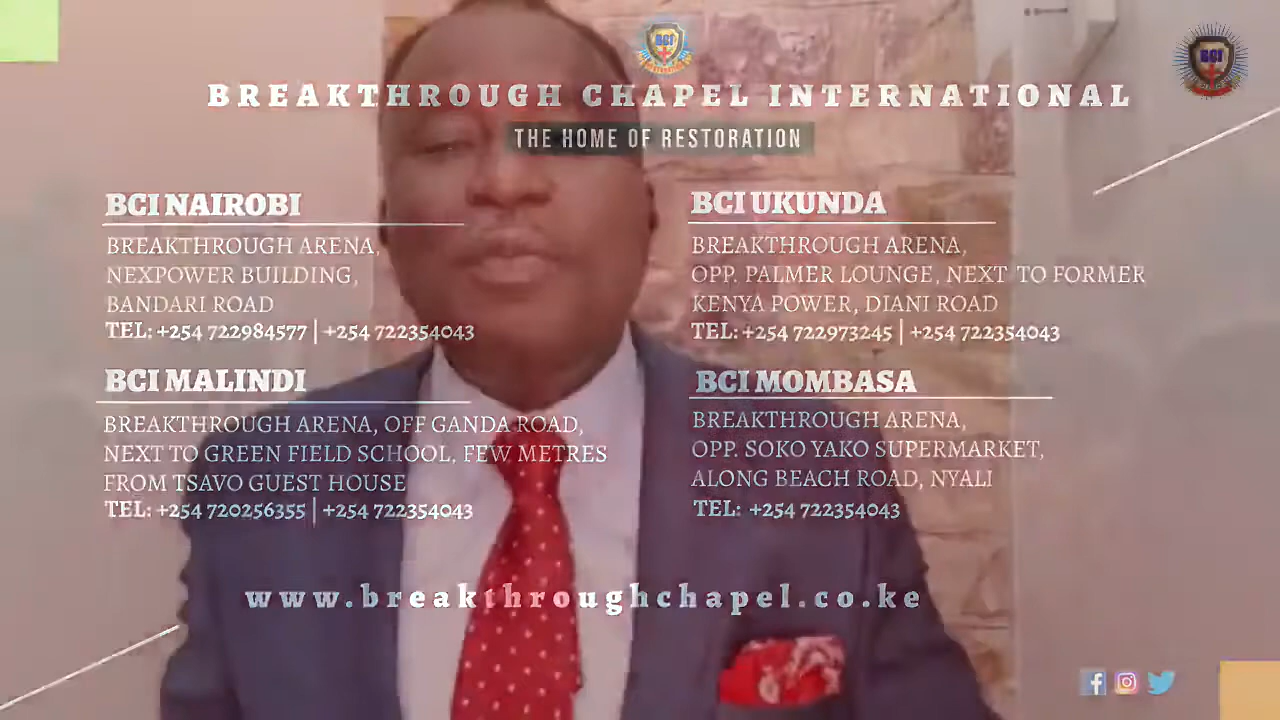 BCI
BCI
BREAKTHROUGH CHAPEL INTERNATIONAL
THE HOME OF RESTORATION
BCI NAIROBI
BREAKTHROUGH ARENA,
NEXPOWER BUILDING,
BANDARI ROAD
TEL: +254 722984577 | +254 722354043
BCI UKUNDA
BREAKTHROUGH ARENA,
OPP. PALMER LOUNGE, NEXT TO FORMER
KENYA POWER, DIANI ROAD
TEL: +254 722973245 | +254 722354043
BCI MALINDI
BREAKTHROUGH ARENA, OFF GANDA ROAD,
NEXT TO GREEN FIELD SCHOOL, FEW METRES
FROM TSAVO GUEST HOUSE
TEL: +254 720256355 | +254 722354043
BCI MOMBASA
BREAKTHROUGH ARENA,
OPP. SOKO YAKO SUPERMARKET,
ALONG BEACH ROAD, NYALI
TEL: +254 722354043
www.breakthroughchapel.co.ke